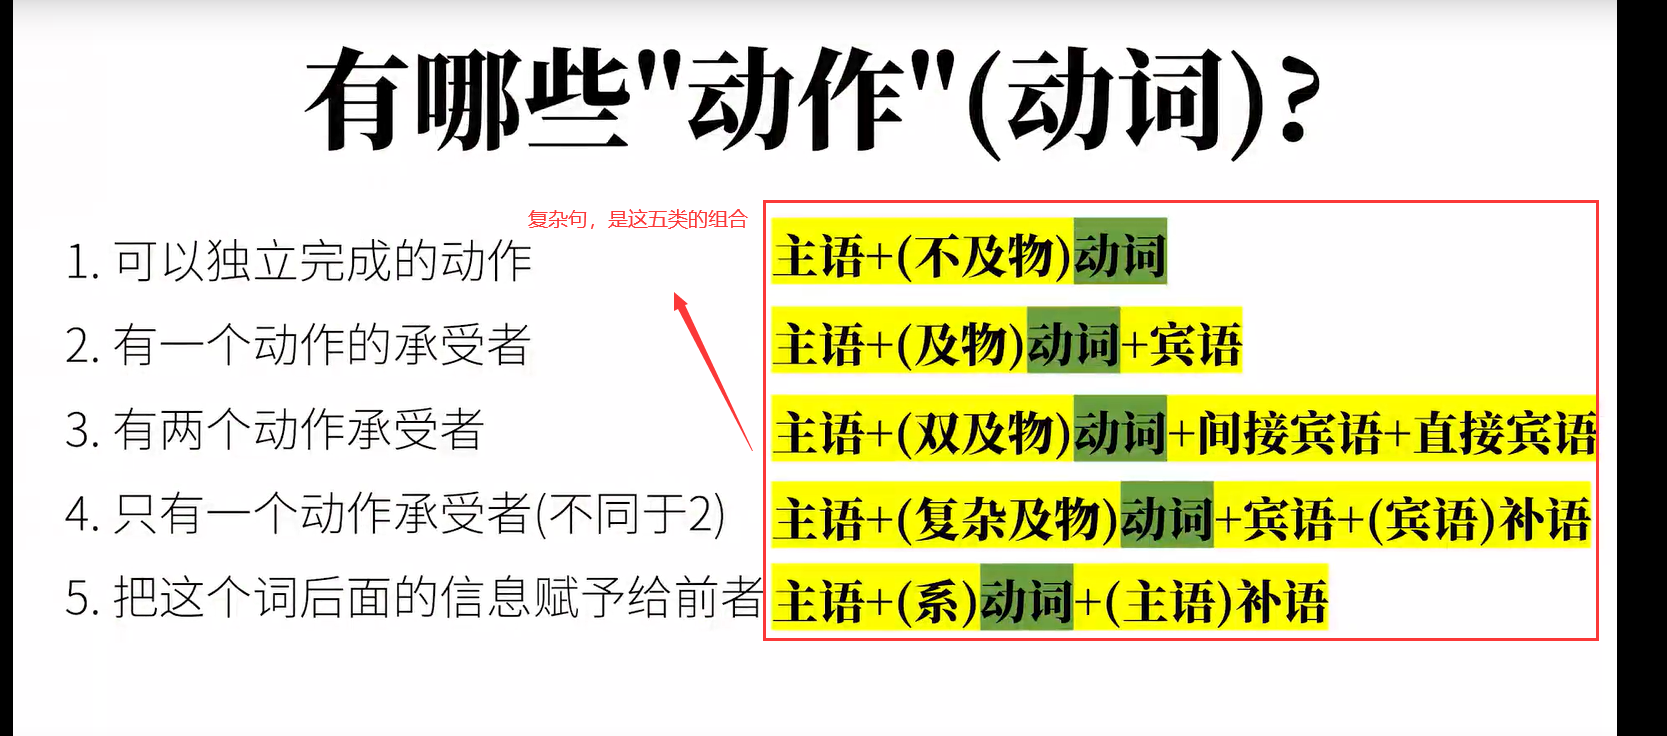 有哪些"动作"(动词)?
复杂句，是这五类的组合
1. 可以独立完成的动作 主语+(不及物)动词
2. 有一个动作的承受者 主语+(及物)动词+宾语
3. 有两个动作承受者 主语+(双及物)动词+间接宾语+直接宾语
4. 只有一个动作承受者(不同于2) 主语+(复杂及物)动词+宾语+(宾语)补语
5. 把这个词后面的信息赋予给前者 主语+(系)动词+(主语)补语